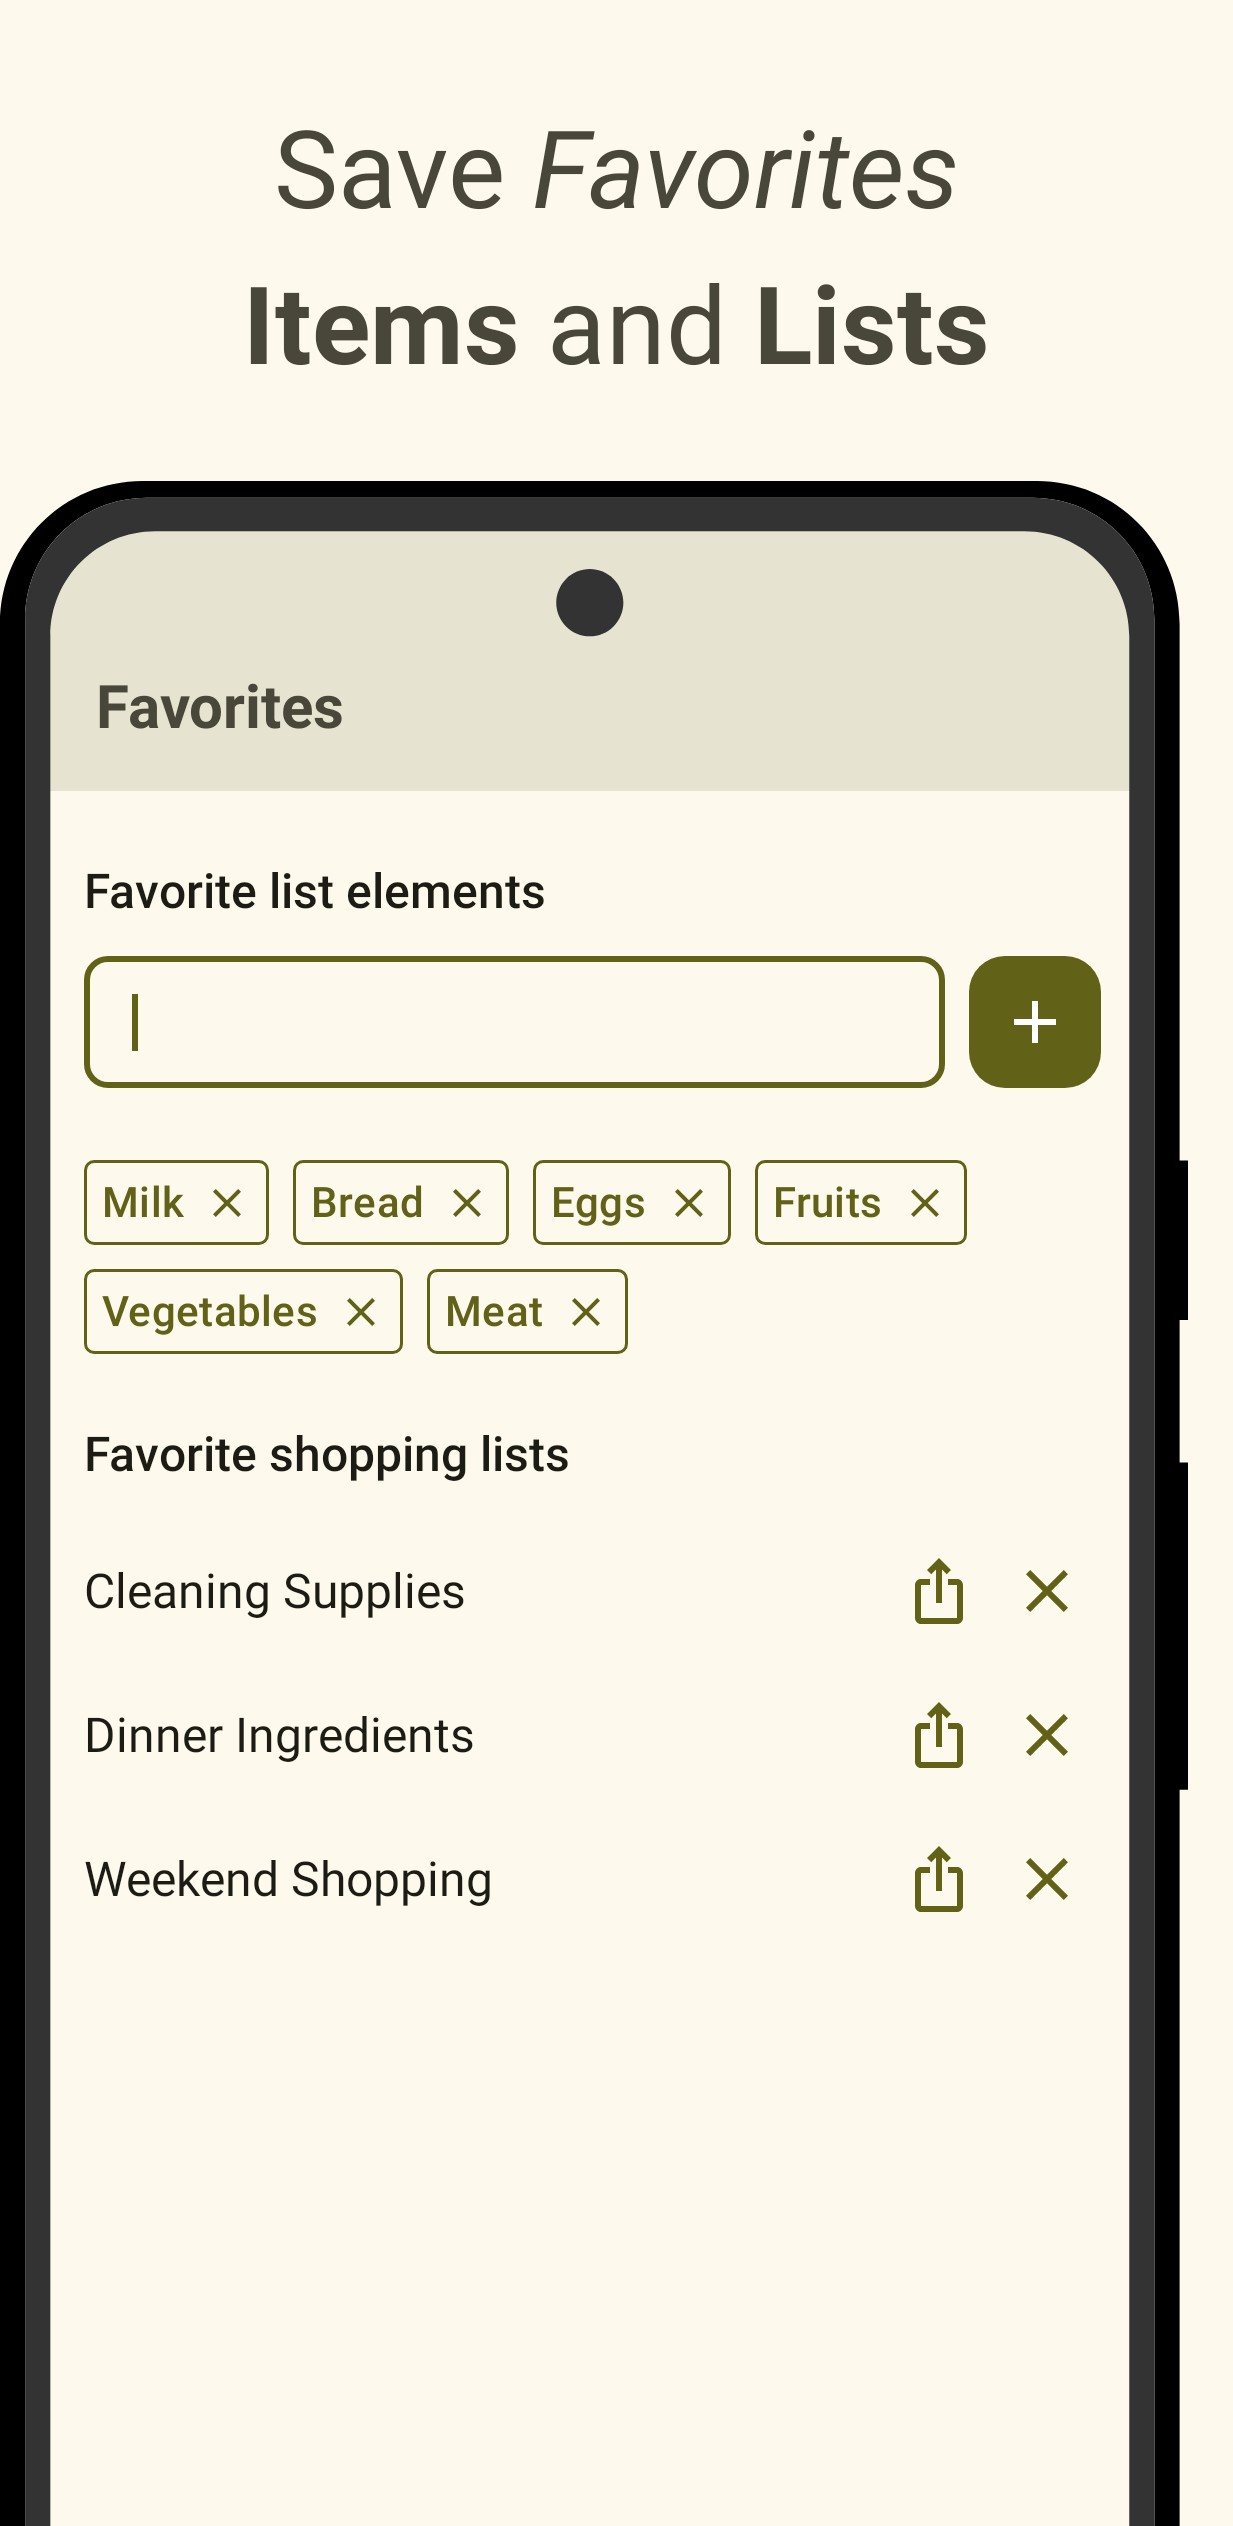 Save Favorites
Items and Lists
Favorites
Favorite list elements
Milk Bread Eggs Fruits
Vegetables Meat
Favorite shopping lists
Cleaning Supplies
Dinner Ingredients
Weekend Shopping